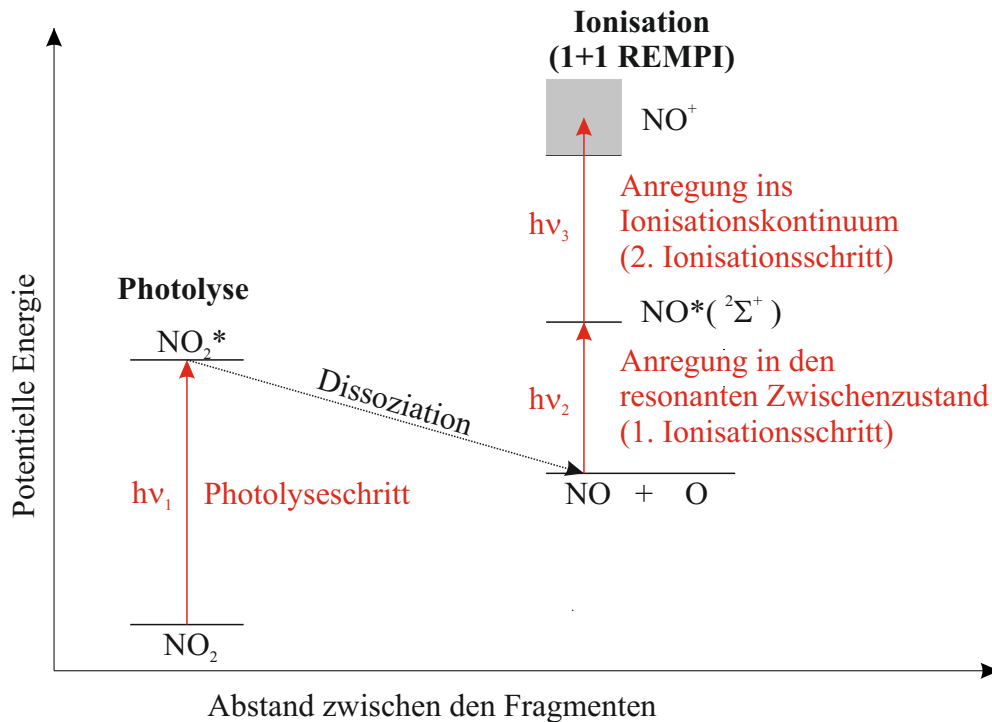 Ionisation
(1+1 REMPI)
NO⁺
Anregung ins
Ionisationskontinuum
(2. Ionisationsschritt)
hν₃
Photolyse
NO₂*
NO*( ²Σ⁺ )
Dissoziation
Anregung in den
resonanten Zwischenzustand
(1. Ionisationsschritt)
hν₂
NO + O
hν₁ Photolyseschritt
NO₂
Potentielle Energie
Abstand zwischen den Fragmenten